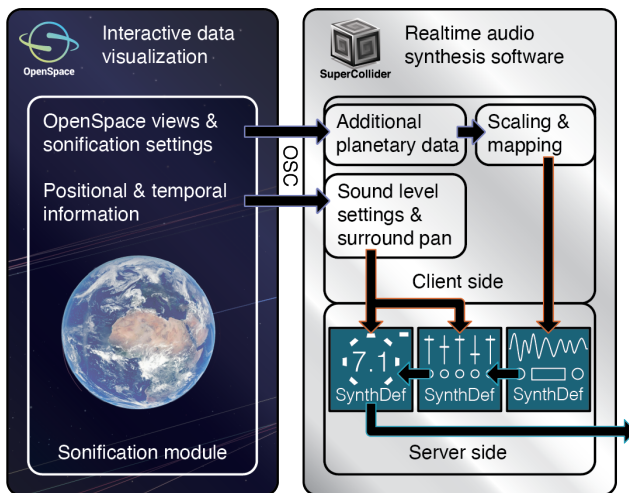 OpenSpace
Interactive data
visualization
OpenSpace views &
sonification settings
Positional & temporal
information
Sonification module
OSC
SuperCollider
Realtime audio
synthesis software
Additional
planetary data
Scaling &
mapping
Sound level
settings &
surround pan
Client side
7.1
SynthDef
SynthDef
SynthDef
Server side